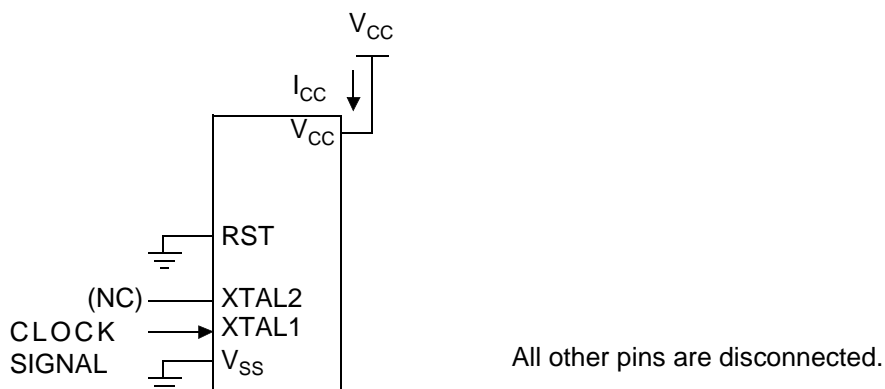 V_CC
I_CC
V_CC
RST
(NC) XTAL2
CLOCK XTAL1
SIGNAL V_SS
All other pins are disconnected.